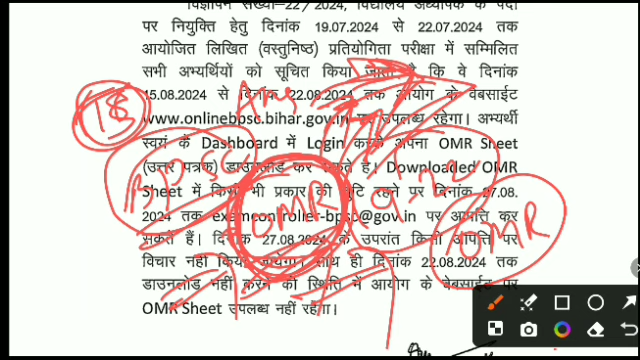 विज्ञापन संख्या-22/2024, विद्यालय अध्यापक के पदों
पर नियुक्ति हेतु दिनांक 19.07.2024 से 22.07.2024 तक
आयोजित लिखित (वस्तुनिष्ठ) प्रतियोगिता परीक्षा में सम्मिलित
सभी अभ्यर्थियों को सूचित किया जाता है कि वे दिनांक
15.08.2024 से दिनांक 22.08.2024 तक आयोग के वेबसाईट
www.onlinebpsc.bihar.gov.in पर उपलब्ध रहेगा। अभ्यर्थी
स्वयं के Dashboard में Login करके अपना OMR Sheet
(उत्तर पत्रक) डाउनलोड कर सकते है। Downloaded OMR
Sheet में किसी भी प्रकार की त्रुटि रहने पर दिनांक 27.08.
2024 तक examcontroller-bpsc@gov.in पर आपत्ति कर
सकते हैं। दिनांक 27.08.2024 के उपरांत किसी आपत्ति पर
विचार नही किया जायेगा। साथ ही दिनांक 22.08.2024 तक
डाउनलोड नहीं करने की स्थिति में आयोग के वेबसाईट पर
OMR Sheet उपलब्ध नहीं रहेगा।
Ans
BPSC
OMR
OMR